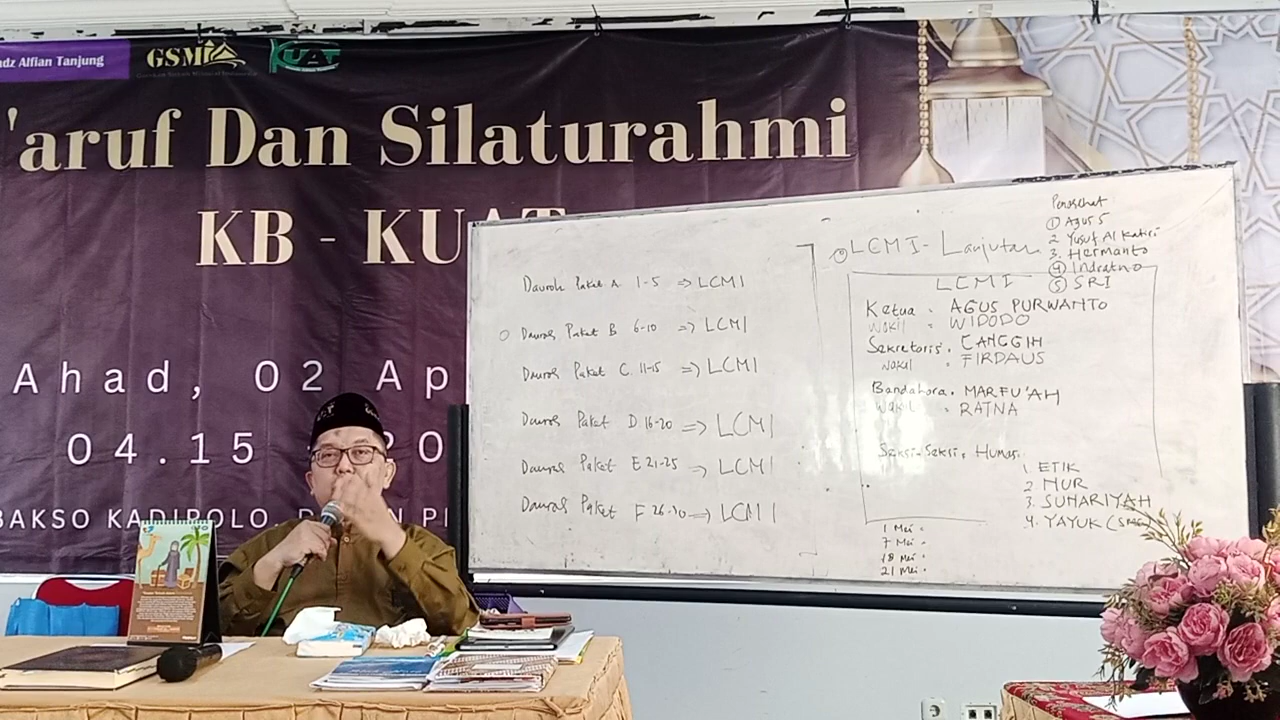 dz Alfian Tanjung
GSMI
KUAT
'aruf Dan Silaturahmi
KB - KUAT
Ahad, 02 Ap
04.15
20
BAKSO KADIPOLO, D
Dauroh Paket A 1-5 => LCMI
Dauroh Paket B 6-10 => LCMI
Dauroh Paket C. 11-15 => LCMI
Dauroh Paket D 16-20 => LCMI
Dauroh Paket E 21-25 => LCMI
Dauroh Paket F 26-30 => LCMI
LCMI - Lanjutan
Penasehat
① Agus S
2 Yusuf Al Katiri
3. Hermanto
④ Indratno
⑤ SRI
LCMI
Ketua = AGUS PURWANTO
Wakil = WIDODO
Sekretaris. CANGGIH
Wakil = FIRDAUS
Bandahara. MARFU'AH
Wakil = RATNA
Seksi-Seksi. Humas.
1. ETIK
2 NUR
3. SUHARIYAH
4. YAYUK
1 Mei =
7 Mei =
18 Mei =
21 Mei =